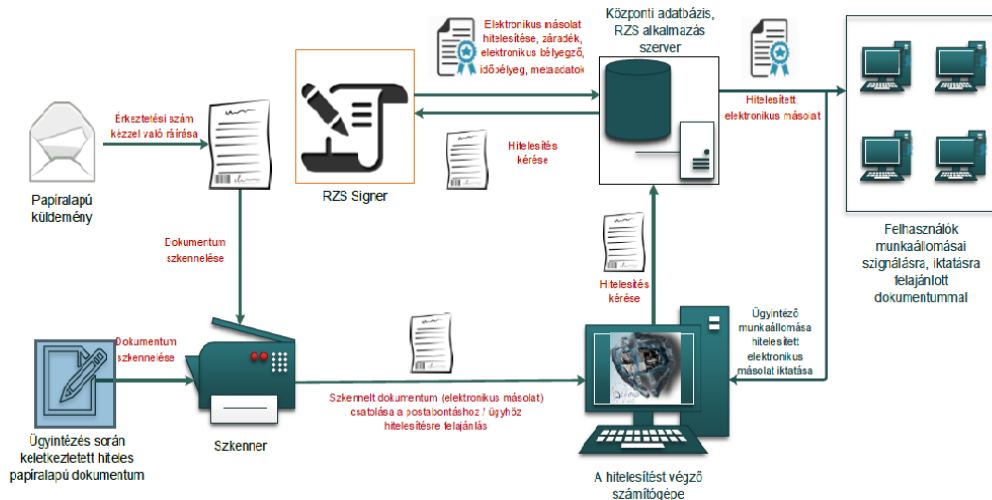 Elektronikus másolat
hitelesítése, záradék,
elektronikus bélyegző,
időbélyeg, metaadatok
Központi adatbázis,
RZS alkalmazás
szerver
Érkeztetési szám
kézzel való ráírása
Hitelesített
elektronikus másolat
Hitelesítés
kérése
Papíralapú
küldemény
RZS Signer
Felhasználók
munkaállomásai
szignálásra, iktatásra
felajánlott
dokumentummal
Dokumentum
szkennelése
Hitelesítés
kérése
Dokumentum
szkennelése
Ügyintéző
munkaállomása
hitelesített
elektronikus
másolat iktatása
Szkennelt dokumentum (elektronikus másolat)
csatolása a postabontáshoz / ügyhöz
hitelesítésre felajánlás
Szkenner
Ügyintézés során
keletkeztetett hiteles
papíralapú dokumentum
A hitelesítést végző
számítógépe